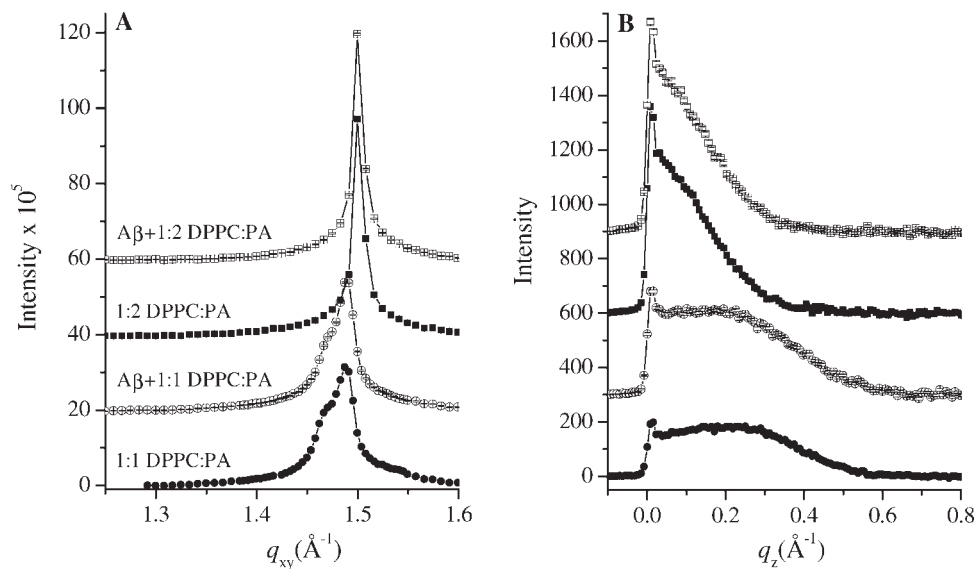 A
120
100
80
60
40
20
0
Intensity x 10⁵
Aβ+1:2 DPPC:PA
1:2 DPPC:PA
Aβ+1:1 DPPC:PA
1:1 DPPC:PA
1.3 1.4 1.5 1.6
q_xy(Å⁻¹)
B
1600
1400
1200
1000
800
600
400
200
0
Intensity
0.0 0.2 0.4 0.6 0.8
q_z(Å⁻¹)